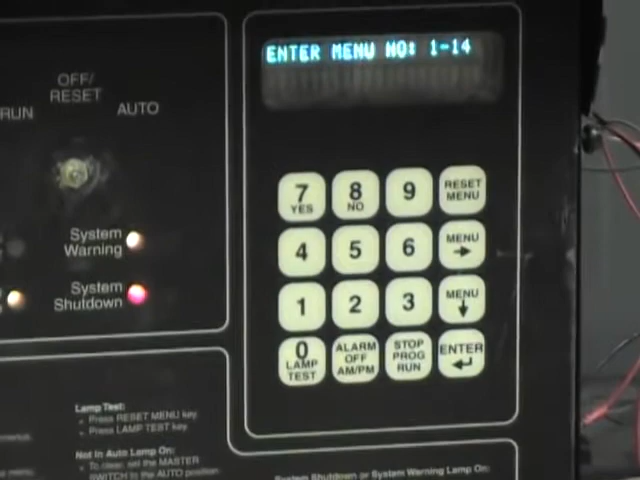 ENTER MENU NO: 1-14
OFF/
RESET
RUN
AUTO
System
Warning
System
Shutdown
7
YES
8
NO
9
RESET
MENU
4
5
6
MENU
→
1
2
3
MENU
↓
0
LAMP
TEST
ALARM
OFF
AM/PM
STOP
PROG
RUN
ENTER
↵
Lamp Test:
- Press RESET MENU key
- Press LAMP TEST key
Not In Auto Lamp On:
- To clear, set the MASTER
SWITCH to the AUTO position
System Shutdown or System Warning Lamp On: